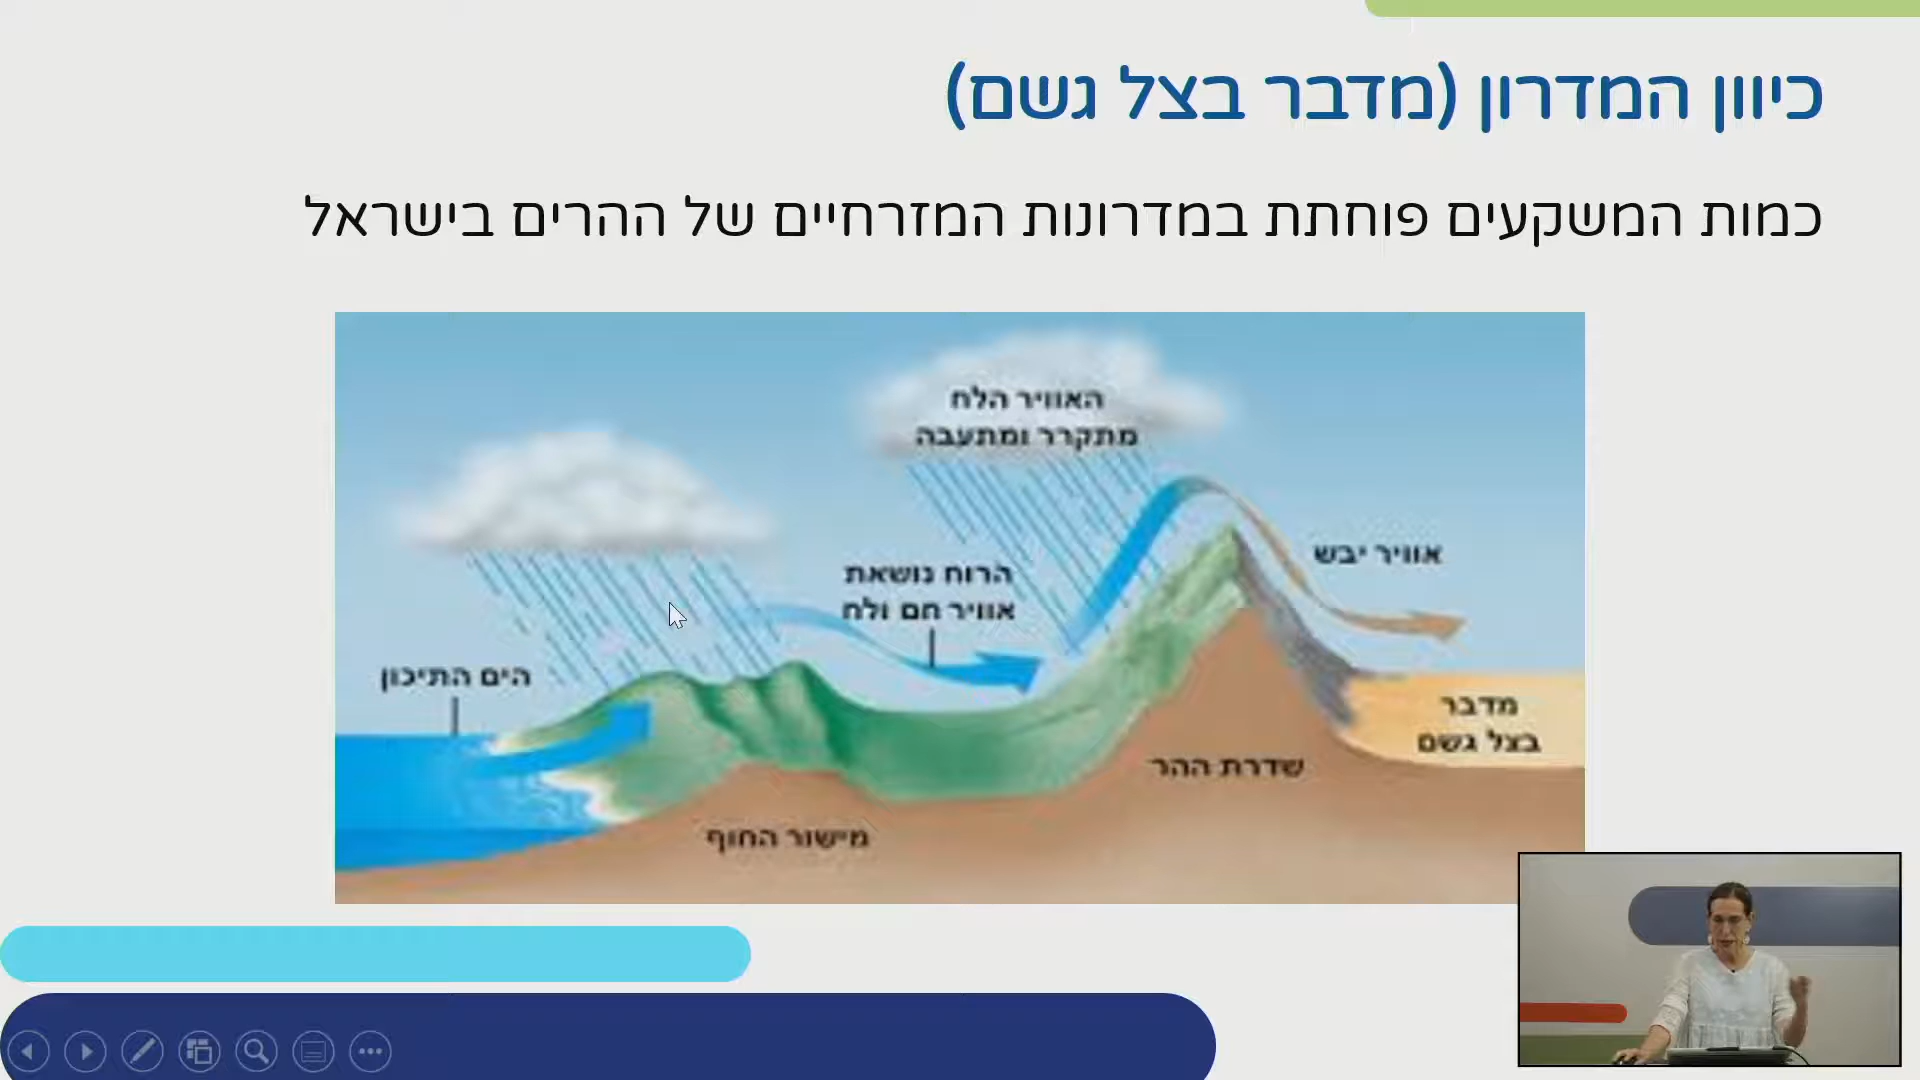 כיוון המדרון (מדבר בצל גשם)
כמות המשקעים פוחתת במדרונות המזרחיים של ההרים בישראל
האוויר הלח
מתקרר ומתעבה
הרוח נושאת
אוויר חם ולח
אוויר יבש
הים התיכון
מדבר
בצל גשם
שדרת ההר
מישור החוף